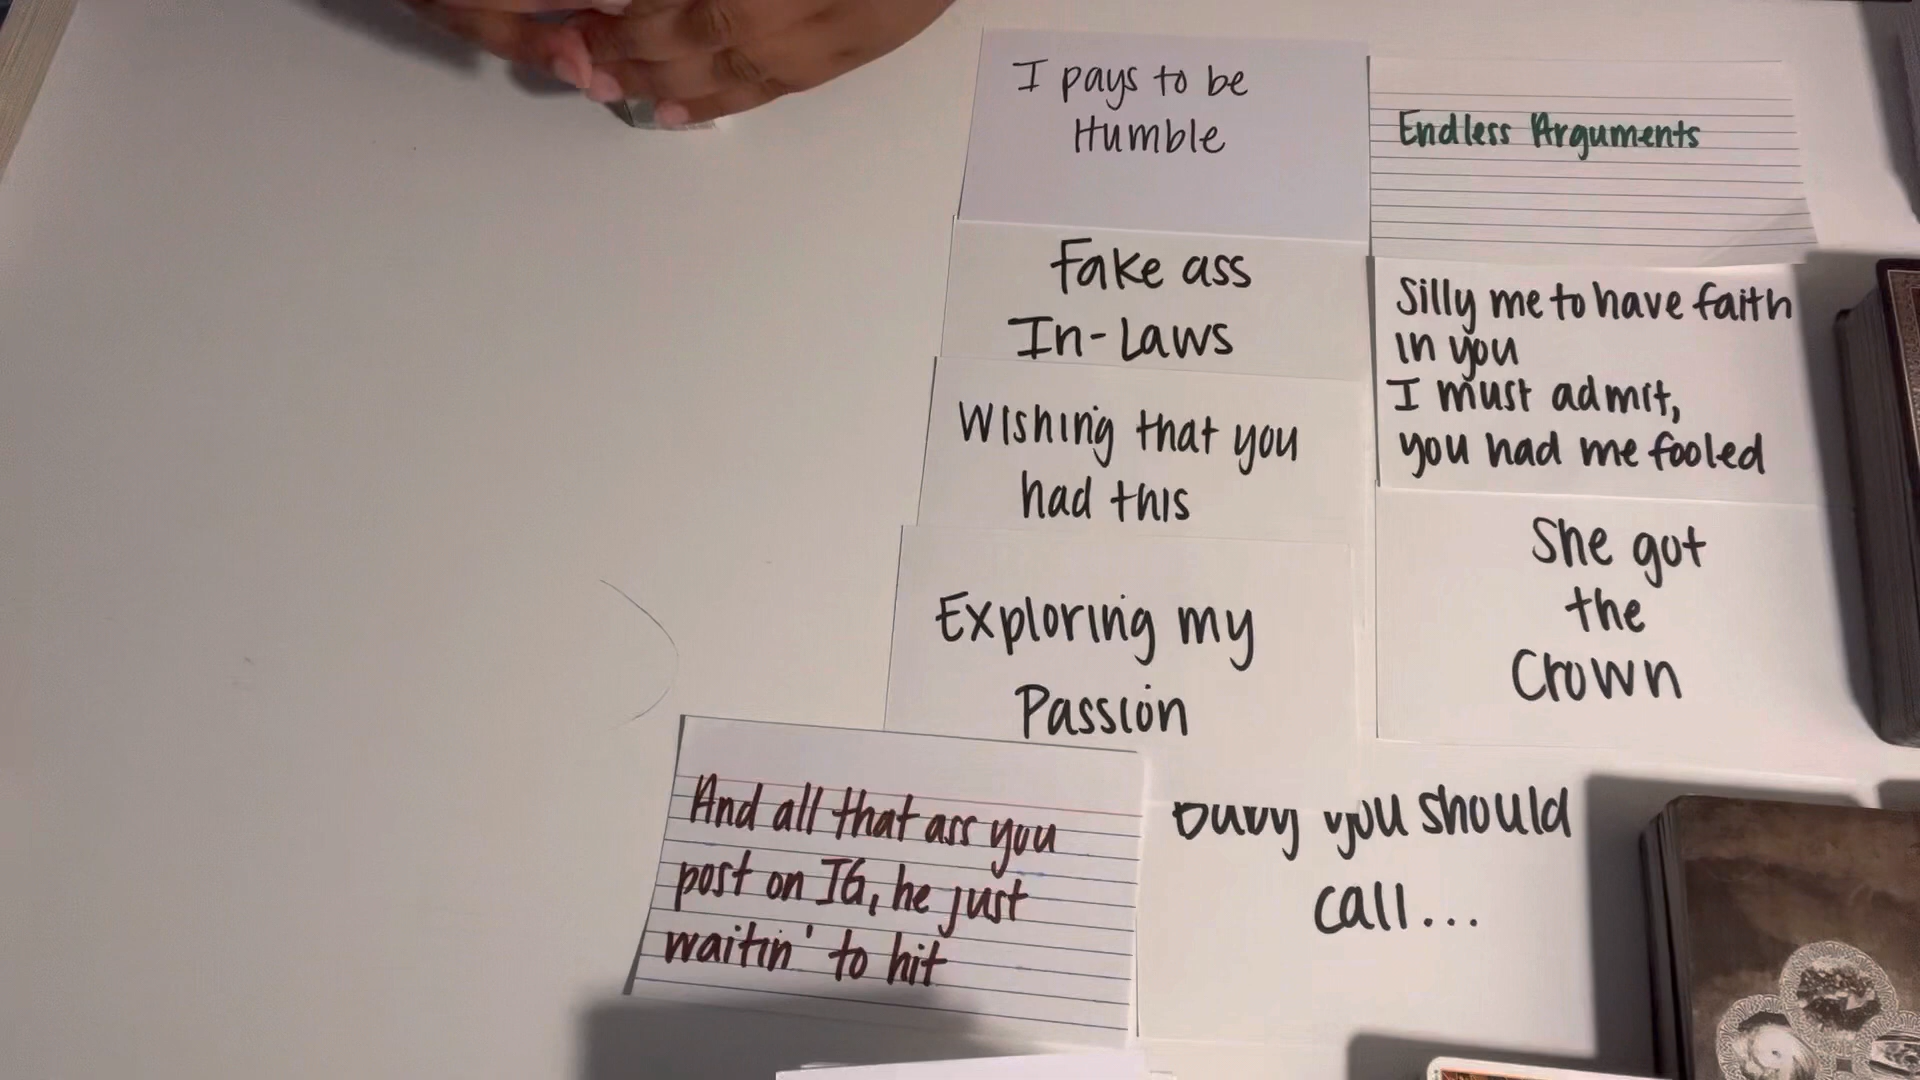 I pays to be
Humble
Endless Arguments
Fake ass
In-Laws
Silly me to have faith
in you
I must admit,
you had me fooled
Wishing that you
had this
She got
the
Crown
Exploring my
Passion
And all that ass you
post on IG, he just
waitin' to hit
you should
call...